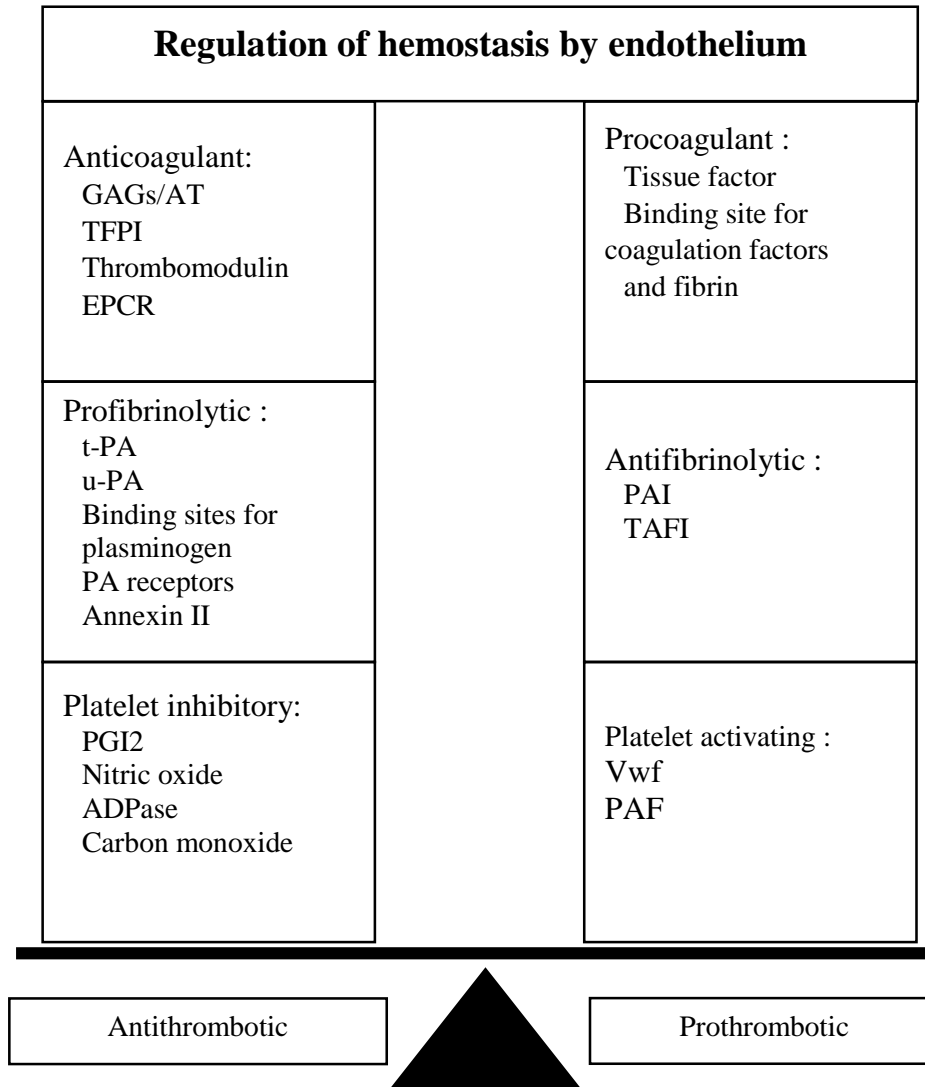 Regulation of hemostasis by endothelium
Anticoagulant:
GAGs/AT
TFPI
Thrombomodulin
EPCR
Procoagulant :
Tissue factor
Binding site for
coagulation factors
and fibrin
Profibrinolytic :
t-PA
u-PA
Binding sites for
plasminogen
PA receptors
Annexin II
Antifibrinolytic :
PAI
TAFI
Platelet inhibitory:
PGI2
Nitric oxide
ADPase
Carbon monoxide
Platelet activating :
Vwf
PAF
Antithrombotic
Prothrombotic